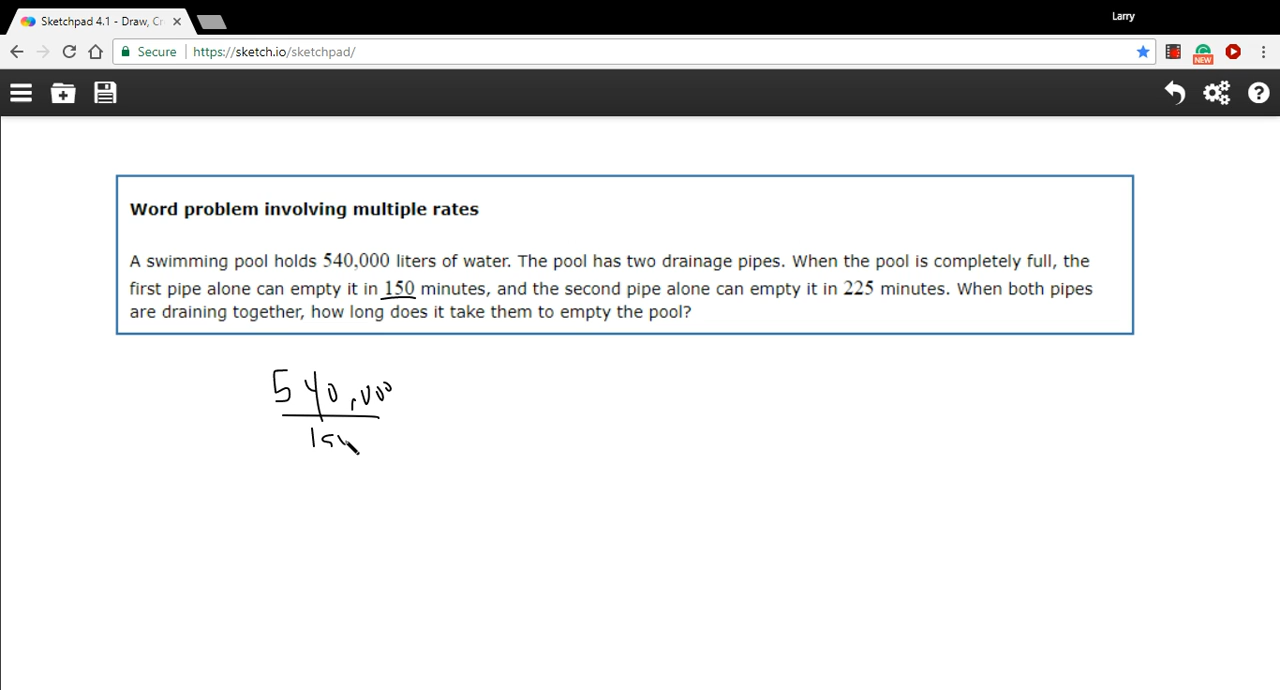 Sketchpad 4.1 - Draw, Cr
Larry
Secure https://sketch.io/sketchpad/
NEW
Word problem involving multiple rates
A swimming pool holds 540,000 liters of water. The pool has two drainage pipes. When the pool is completely full, the
first pipe alone can empty it in 150 minutes, and the second pipe alone can empty it in 225 minutes. When both pipes
are draining together, how long does it take them to empty the pool?
540,000